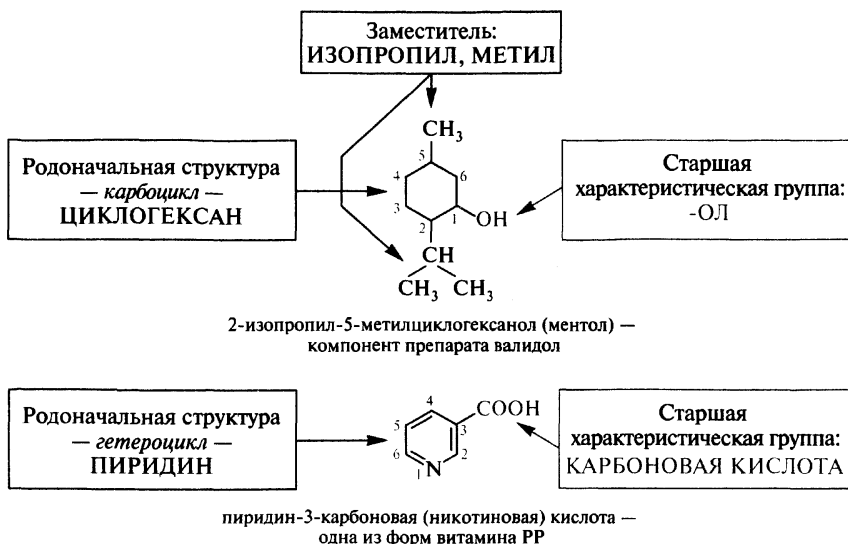 Заместитель:
ИЗОПРОПИЛ, МЕТИЛ
Родоначальная структура
— карбоцикл —
ЦИКЛОГЕКСАН
CH₃
5
4
6
3
1
2
OH
CH
CH₃ CH₃
Старшая
характеристическая группа:
-ОЛ
2-изопропил-5-метилциклогексанол (ментол) —
компонент препарата валидол
Родоначальная структура
— гетероцикл —
ПИРИДИН
4
5
3
6
2
1
N
COOH
Старшая
характеристическая группа:
КАРБОНОВАЯ КИСЛОТА
пиридин-3-карбоновая (никотиновая) кислота —
одна из форм витамина PP